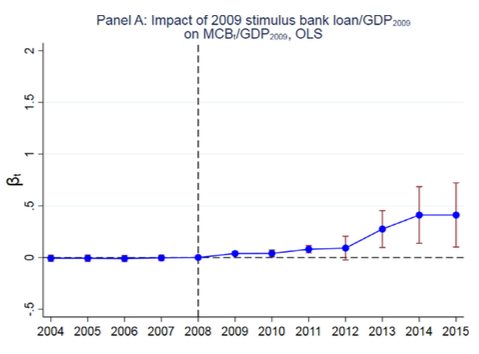 Panel A: Impact of 2009 stimulus bank loan/GDP₂₀₀₉
on MCBₜ/GDP₂₀₀₉, OLS
2
1.5
1
.5
0
-.5
βₜ
2004 2005 2006 2007 2008 2009 2010 2011 2012 2013 2014 2015